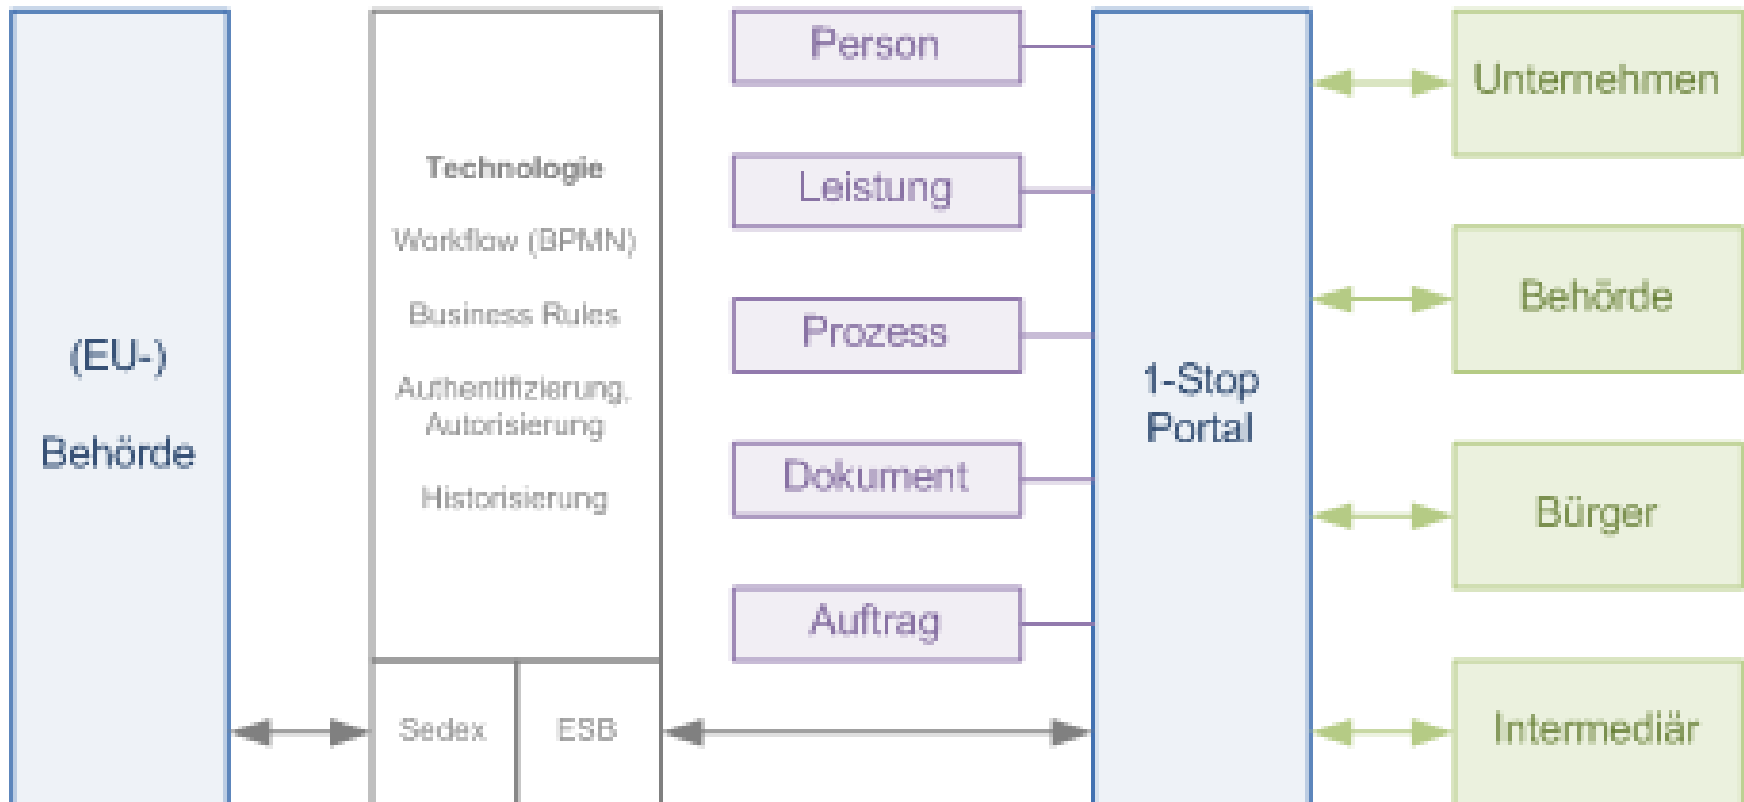 (EU-)
Behörde
Technologie
Workflow (BPMN)
Business Rules
Authentifizierung,
Autorisierung
Historisierung
Sedex
ESB
Person
Leistung
Prozess
Dokument
Auftrag
1-Stop
Portal
Unternehmen
Behörde
Bürger
Intermediär